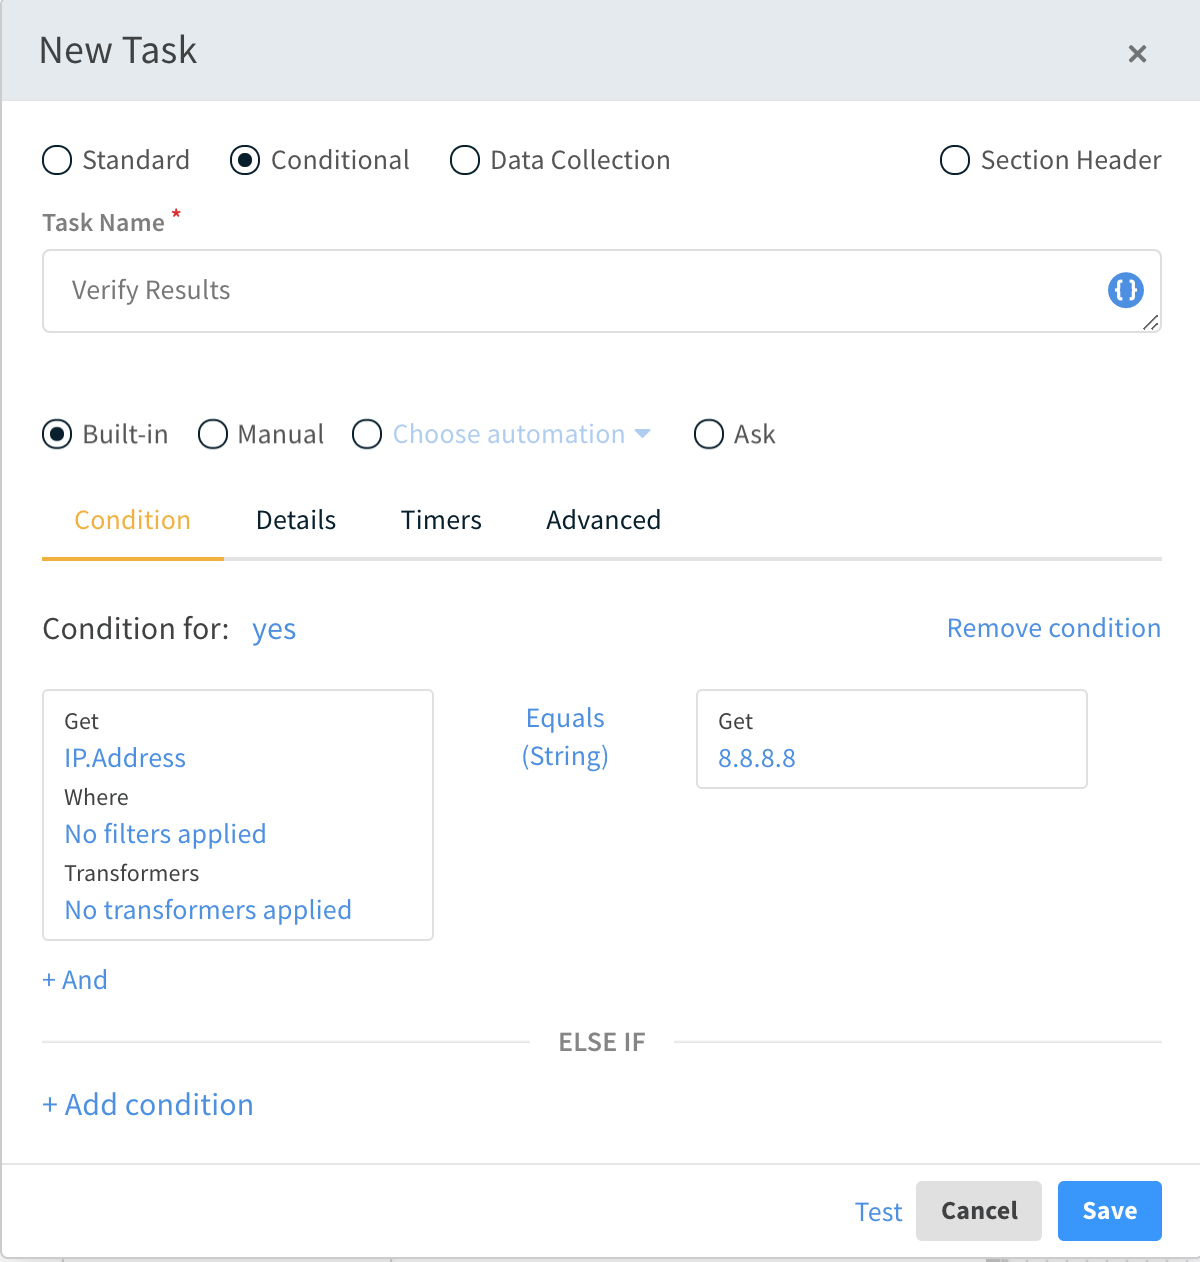 New Task
Standard Conditional Data Collection Section Header
Task Name *
Verify Results
Built-in Manual Choose automation Ask
Condition Details Timers Advanced
Condition for: yes Remove condition
Get
IP.Address
Where
No filters applied
Transformers
No transformers applied
Equals
(String)
Get
8.8.8.8
+ And
ELSE IF
+ Add condition
Test Cancel Save